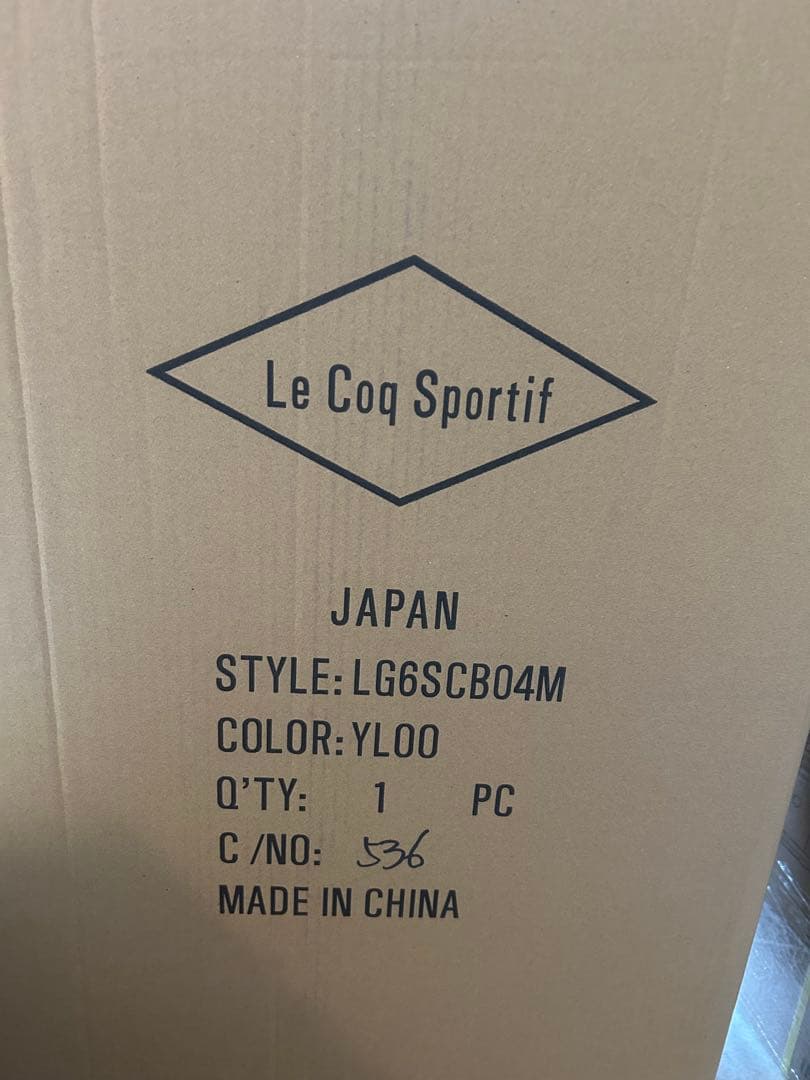 Le Coq Sportif
JAPAN
STYLE: LG6SCB04M
COLOR: YL00
Q'TY: 1 PC
C /NO: 536
MADE IN CHINA